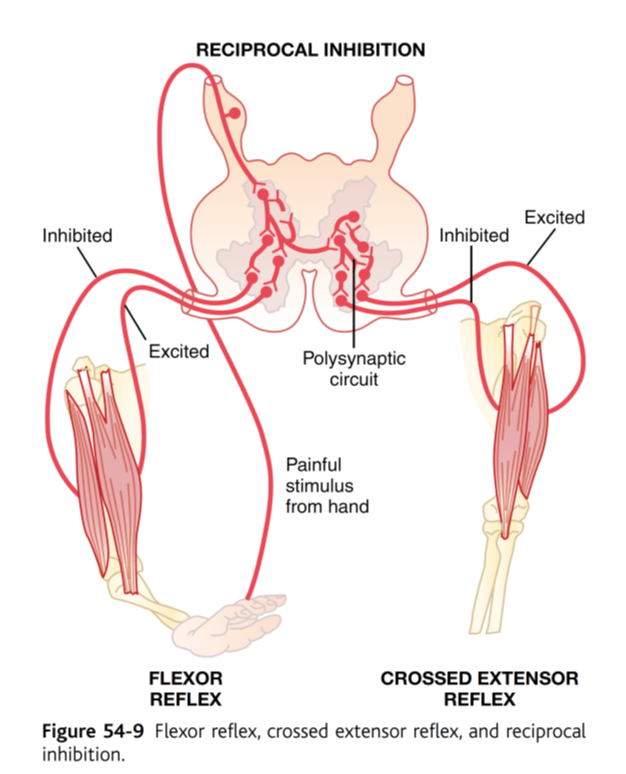 RECIPROCAL INHIBITION
Inhibited
Excited
Inhibited
Excited
Polysynaptic
circuit
Painful
stimulus
from hand
FLEXOR
REFLEX
CROSSED EXTENSOR
REFLEX
Figure 54-9 Flexor reflex, crossed extensor reflex, and reciprocal
inhibition.